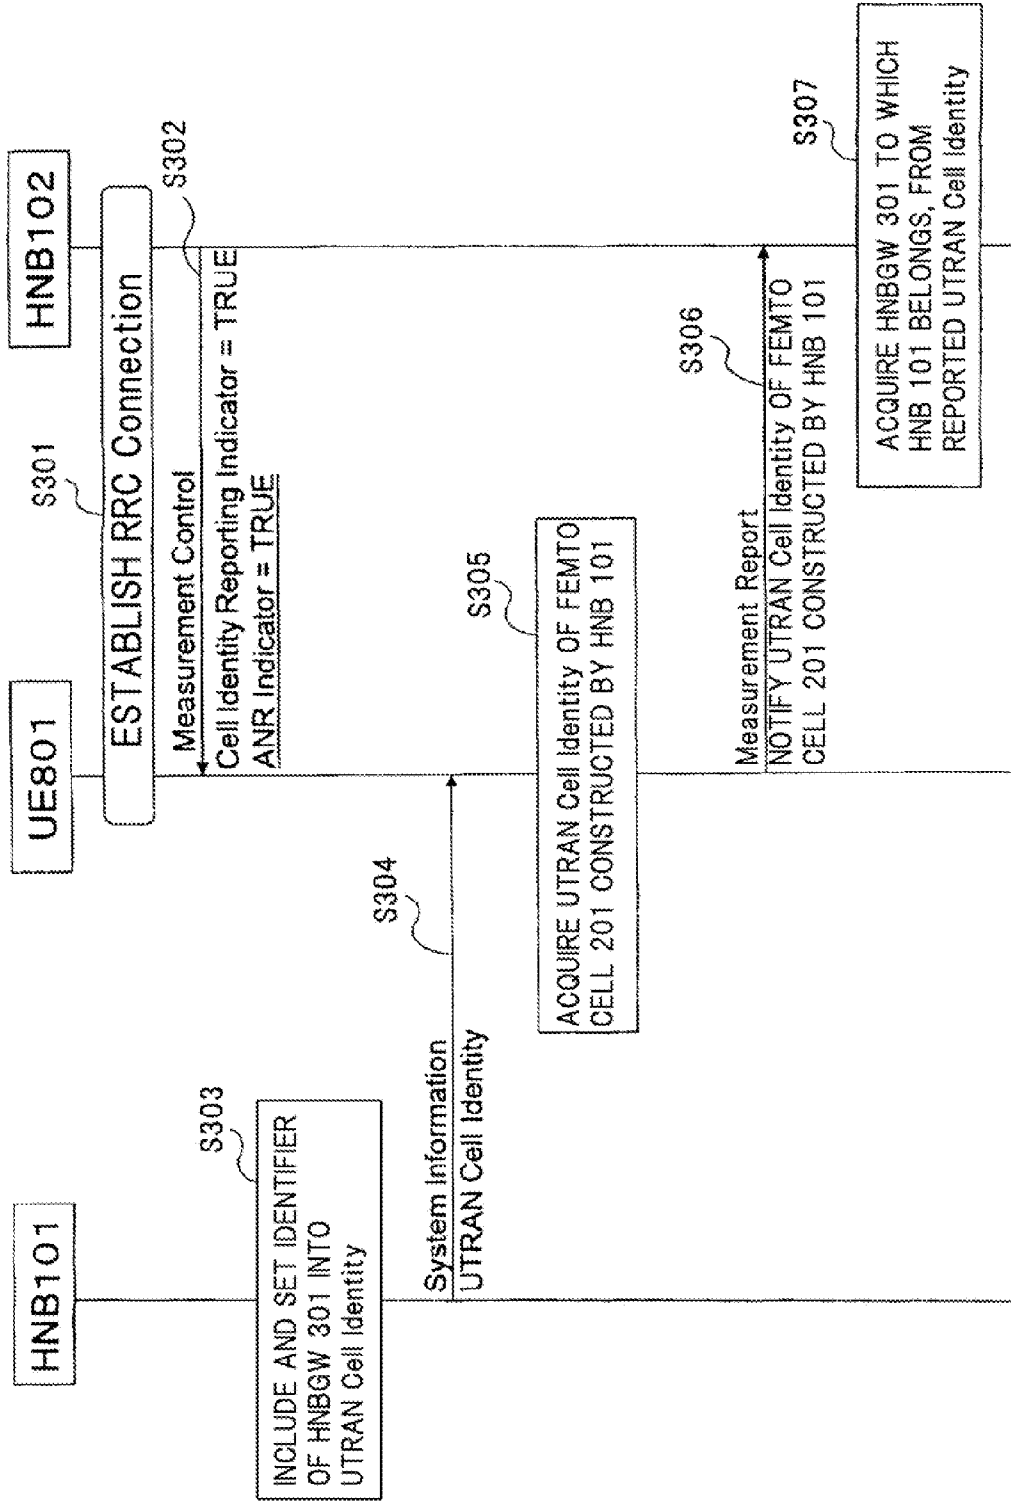 HNB101
UE801
HNB102
S301
ESTABLISH RRC Connection
S302
Measurement Control
Cell Identity Reporting Indicator = TRUE
ANR Indicator = TRUE
S303
INCLUDE AND SET IDENTIFIER
OF HNBGW 301 INTO
UTRAN Cell Identity
S304
System Information
UTRAN Cell Identity
S305
ACQUIRE UTRAN Cell Identity OF FEMTO
CELL 201 CONSTRUCTED BY HNB 101
S306
Measurement Report
NOTIFY UTRAN Cell Identity OF FEMTO
CELL 201 CONSTRUCTED BY HNB 101
S307
ACQUIRE HNBGW 301 TO WHICH
HNB 101 BELONGS, FROM
REPORTED UTRAN Cell Identity